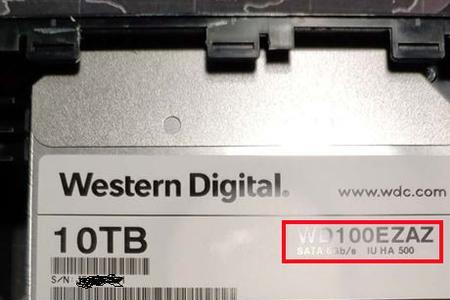 Western Digital.
www.wdc.com
10TB
WD100EZAZ
SATA 6Gb/s IU HA 500
S/N: